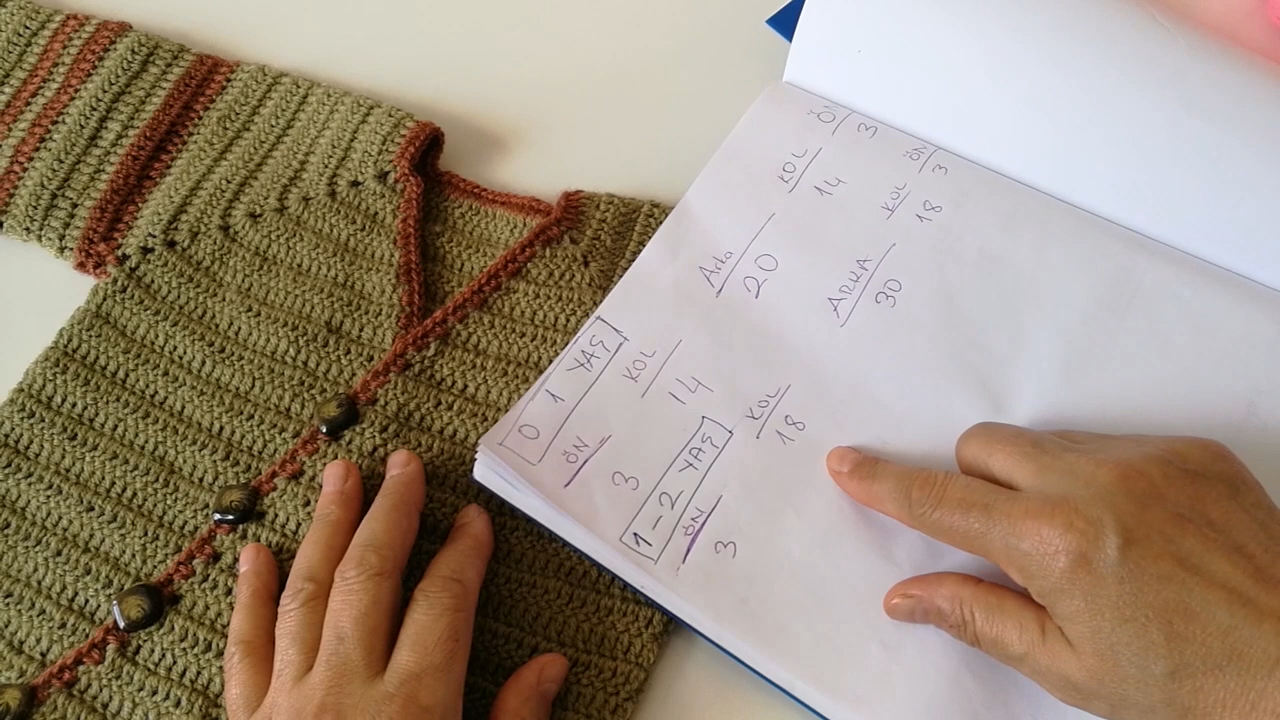 0 1 YAŞ
ÖN KOL Arka KOL ÖN
3 14 20 14 3
1-2 YAŞ
ÖN KOL ARKA KOL ÖN
3 18 30 18 3